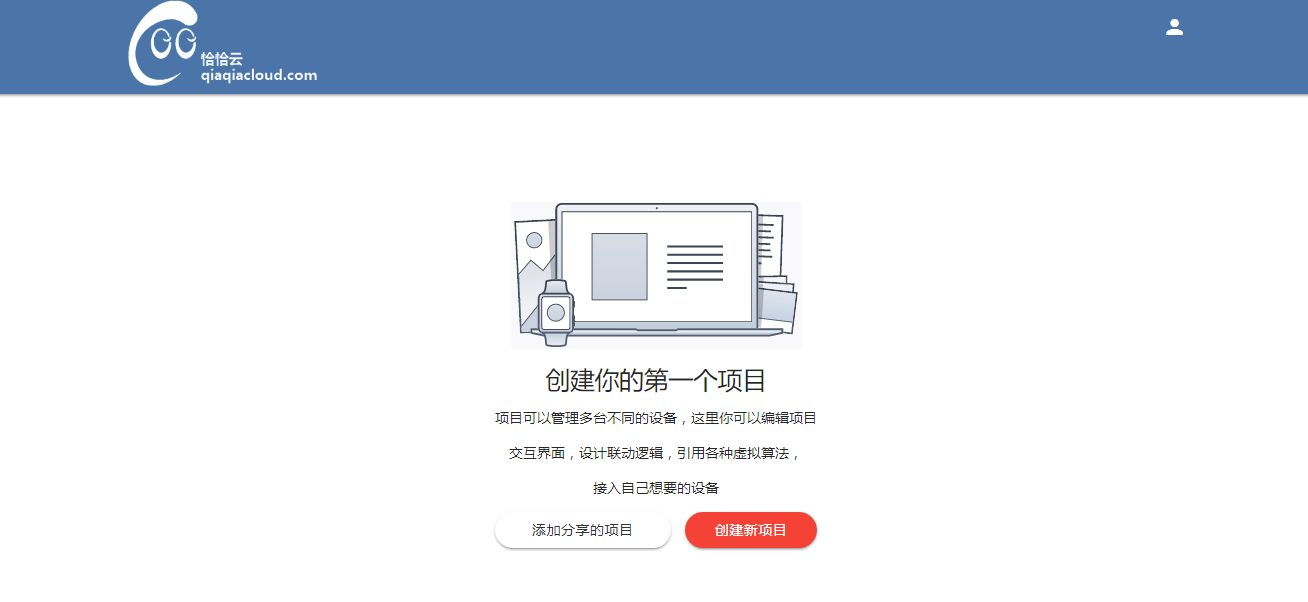 恰恰云
qiaqiacloud.com
创建你的第一个项目
项目可以管理多台不同的设备，这里你可以编辑项目
交互界面，设计联动逻辑，引用各种虚拟算法，
接入自己想要的设备
添加分享的项目
创建新项目